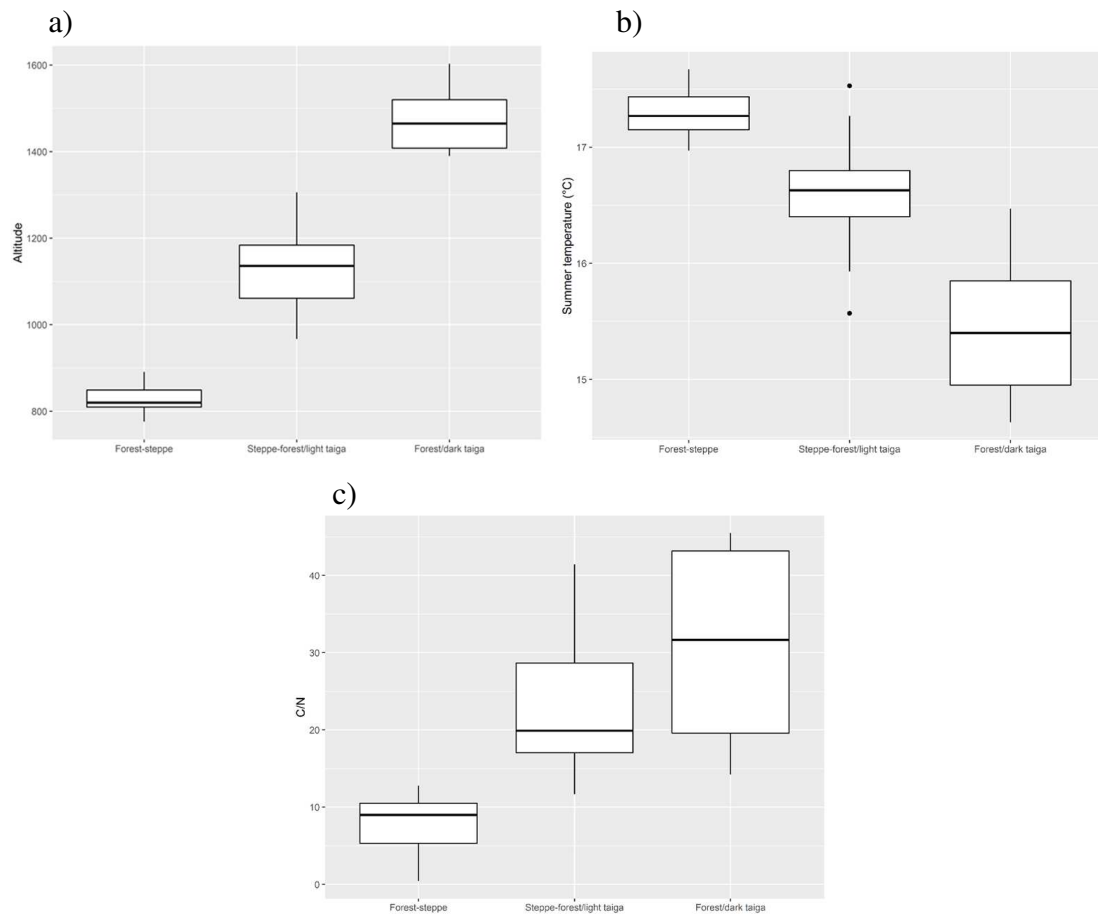 a)
Altitude
1600
1400
1200
1000
800
Forest-steppe Steppe-forest/light taiga Forest/dark taiga
b)
Summer temperature (°C)
17
16
15
Forest-steppe Steppe-forest/light taiga Forest/dark taiga
c)
C/N
40
30
20
10
0
Forest-steppe Steppe-forest/light taiga Forest/dark taiga